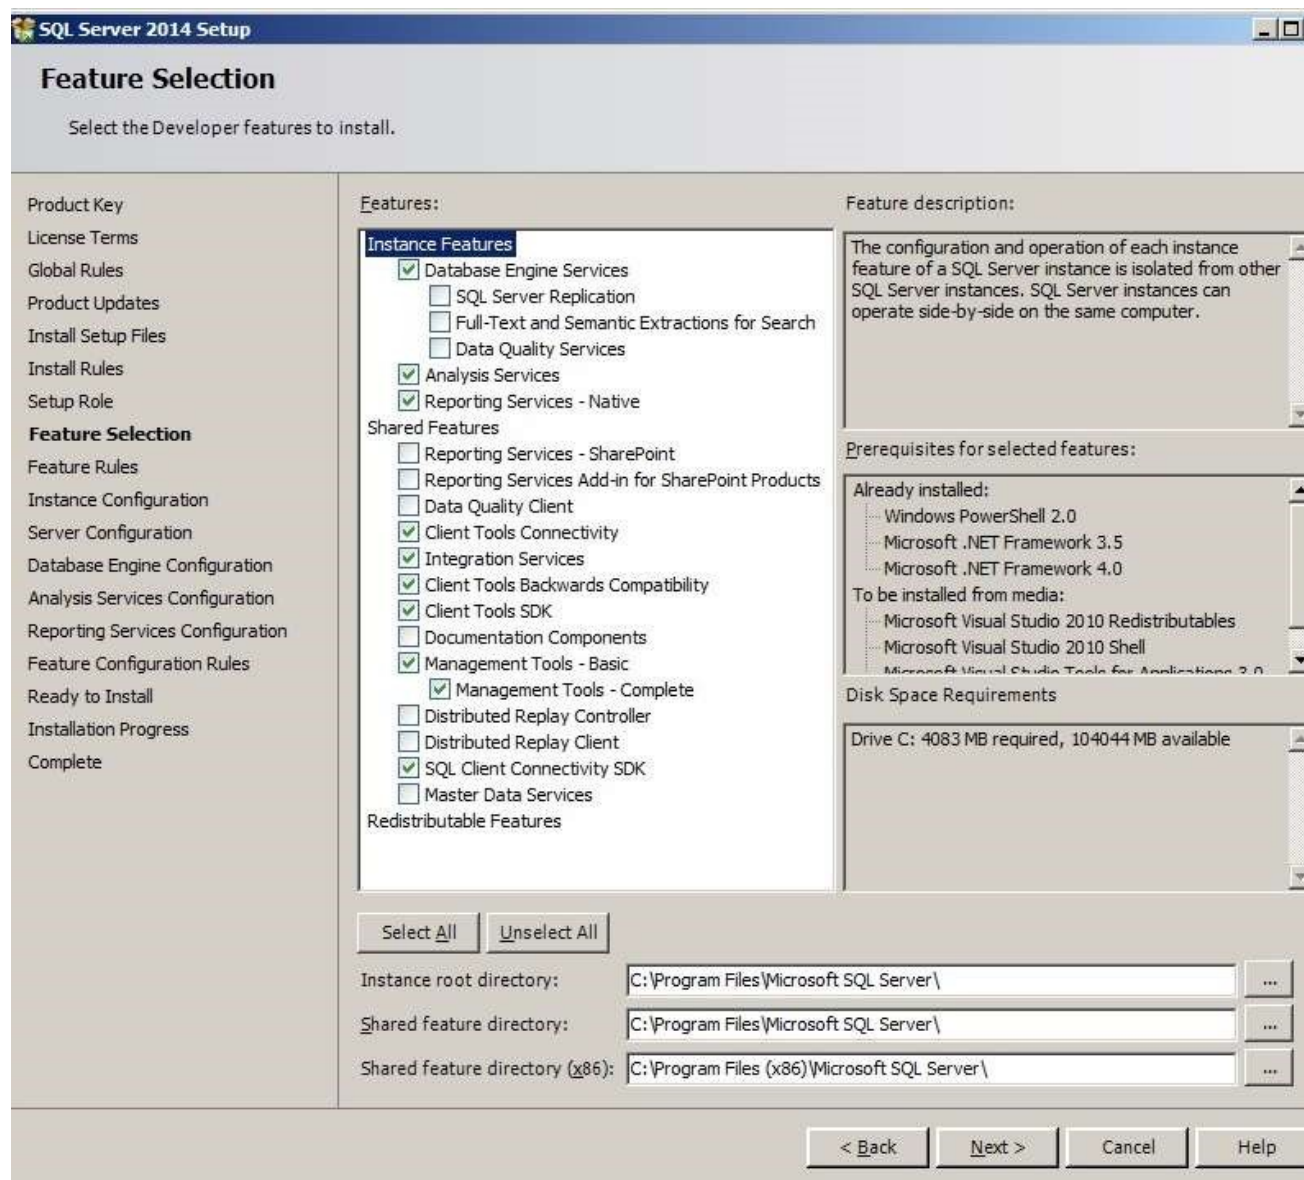 SQL Server 2014 Setup
Feature Selection
Select the Developer features to install.
Product Key
License Terms
Global Rules
Product Updates
Install Setup Files
Install Rules
Setup Role
Feature Selection
Feature Rules
Instance Configuration
Server Configuration
Database Engine Configuration
Analysis Services Configuration
Reporting Services Configuration
Feature Configuration Rules
Ready to Install
Installation Progress
Complete
Features:
Instance Features
Database Engine Services
SQL Server Replication
Full-Text and Semantic Extractions for Search
Data Quality Services
Analysis Services
Reporting Services - Native
Shared Features
Reporting Services - SharePoint
Reporting Services Add-in for SharePoint Products
Data Quality Client
Client Tools Connectivity
Integration Services
Client Tools Backwards Compatibility
Client Tools SDK
Documentation Components
Management Tools - Basic
Management Tools - Complete
Distributed Replay Controller
Distributed Replay Client
SQL Client Connectivity SDK
Master Data Services
Redistributable Features
Feature description:
The configuration and operation of each instance
feature of a SQL Server instance is isolated from other
SQL Server instances. SQL Server instances can
operate side-by-side on the same computer.
Prerequisites for selected features:
Already installed:
Windows PowerShell 2.0
Microsoft .NET Framework 3.5
Microsoft .NET Framework 4.0
To be installed from media:
Microsoft Visual Studio 2010 Redistributables
Microsoft Visual Studio 2010 Shell
Microsoft Visual Studio Tools for Applications 3.0
Disk Space Requirements
Drive C: 4083 MB required, 104044 MB available
Select All
Unselect All
Instance root directory:
C:\Program Files\Microsoft SQL Server\
...
Shared feature directory:
C:\Program Files\Microsoft SQL Server\
...
Shared feature directory (x86):
C:\Program Files (x86)\Microsoft SQL Server\
...
< Back
Next >
Cancel
Help